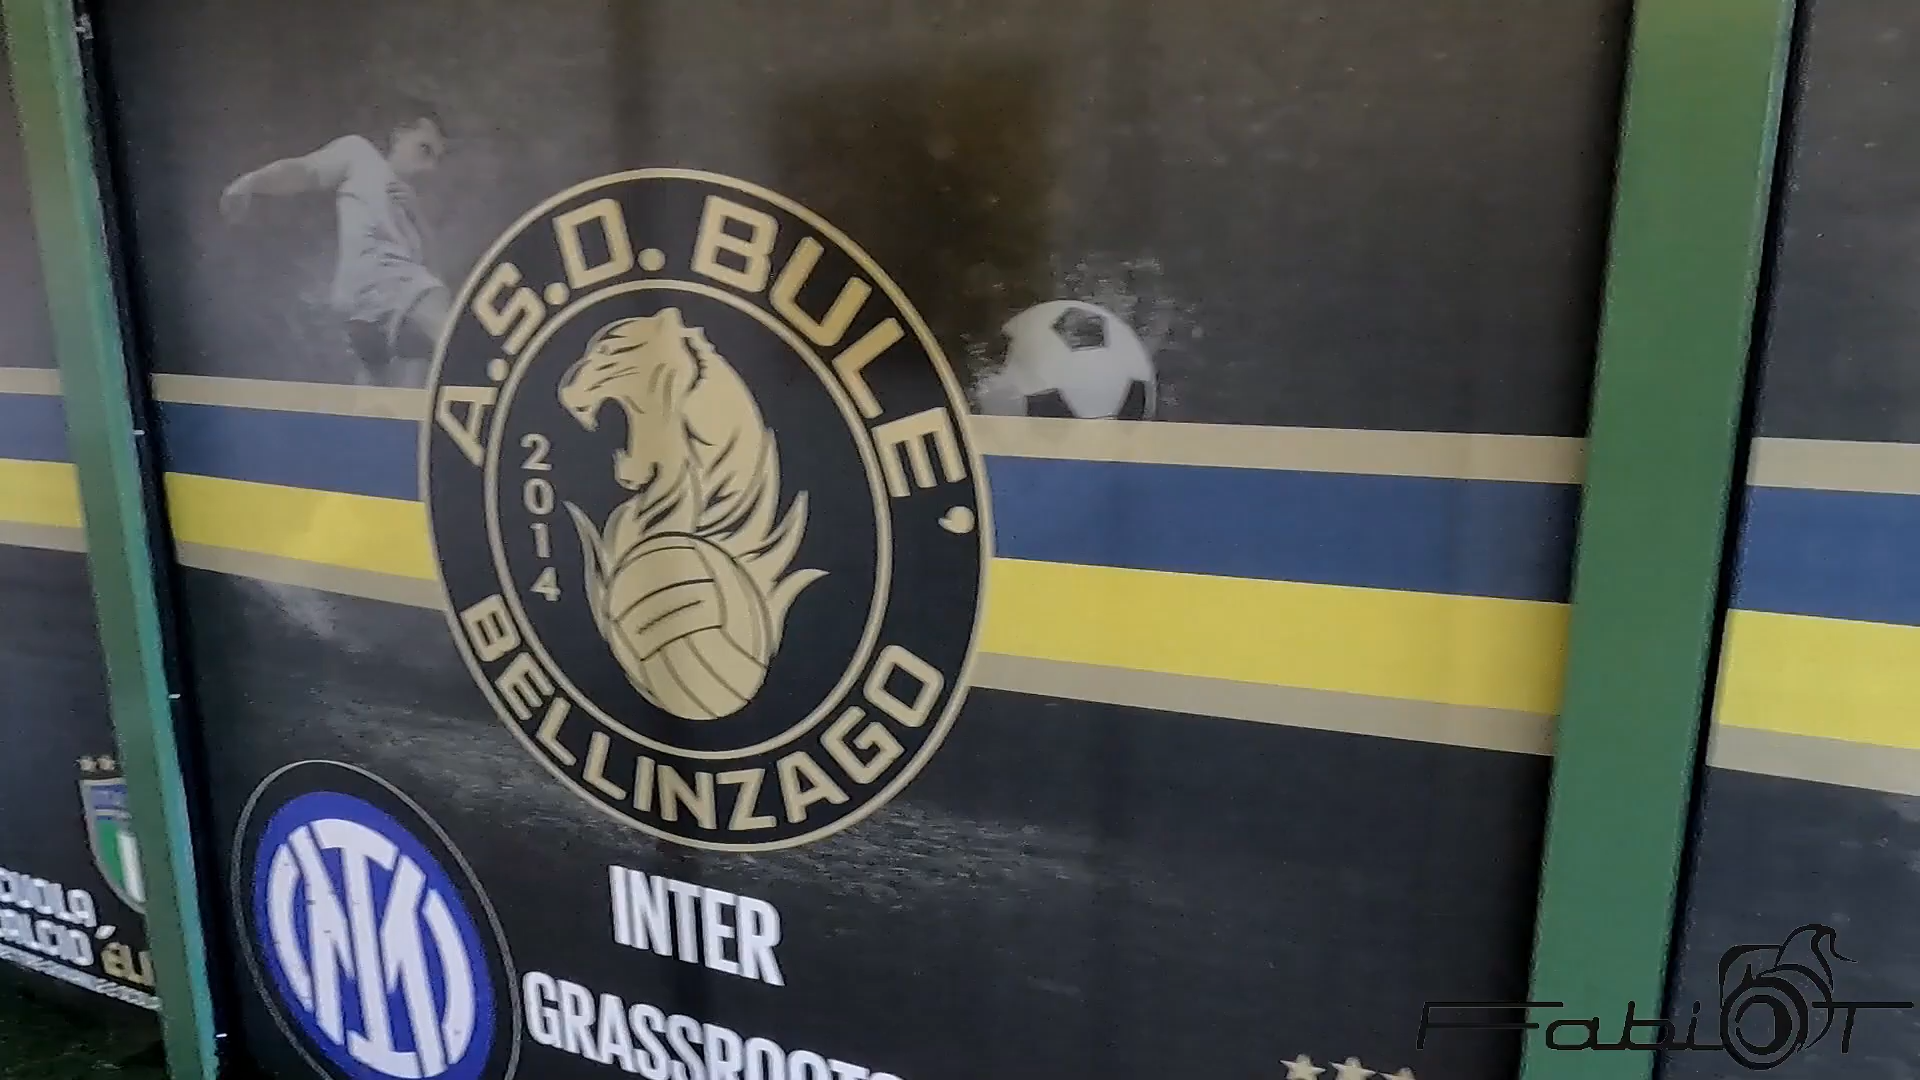 A.S.D. BULE'
2014
BELLINZAGO
INTER
GRASSROOTS
FabioT